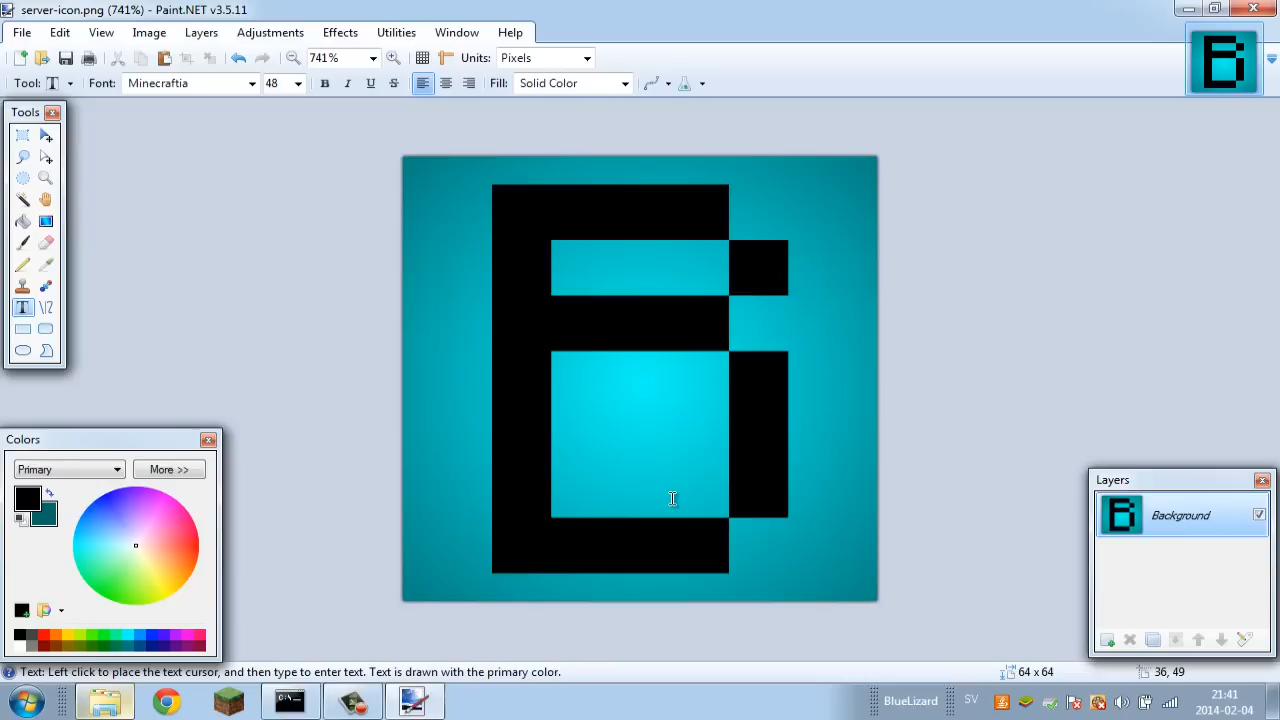 server-icon.png (741%) - Paint.NET v3.5.11
File Edit View Image Layers Adjustments Effects Utilities Window Help
741% Units: Pixels
Tool: T Font: Minecraftia 48 B I U S Fill: Solid Color
Tools
T
B
Colors
Primary More >>
Layers
Background
Text: Left click to place the text cursor, and then type to enter text. Text is drawn with the primary color. 64 x 64 36, 49
C:\ BlueLizard SV 21:41
2014-02-04